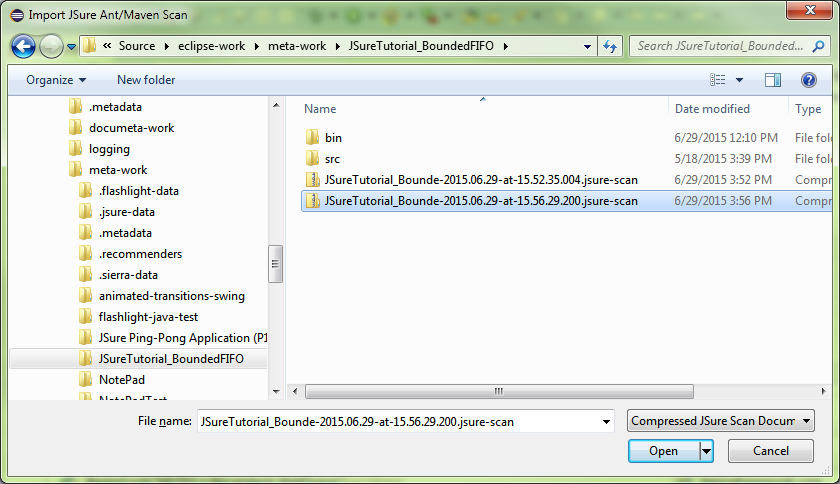 Import JSure Ant/Maven Scan
« Source eclipse-work meta-work JSureTutorial_BoundedFIFO Search JSureTutorial_Bounded...
Organize New folder
.metadata
documeta-work
logging
meta-work
.flashlight-data
.jsure-data
.metadata
.recommenders
.sierra-data
animated-transitions-swing
flashlight-java-test
JSure Ping-Pong Application (P
JSureTutorial_BoundedFIFO
NotePad
NotePadTest
Name Date modified Type
bin 6/29/2015 12:10 PM File fold
src 5/18/2015 3:39 PM File fold
JSureTutorial_Bounde-2015.06.29-at-15.52.35.004.jsure-scan 6/29/2015 3:52 PM Compr
JSureTutorial_Bounde-2015.06.29-at-15.56.29.200.jsure-scan 6/29/2015 3:56 PM Compr
File name: JSureTutorial_Bounde-2015.06.29-at-15.56.29.200.jsure-scan Compressed JSure Scan Docum
Open Cancel